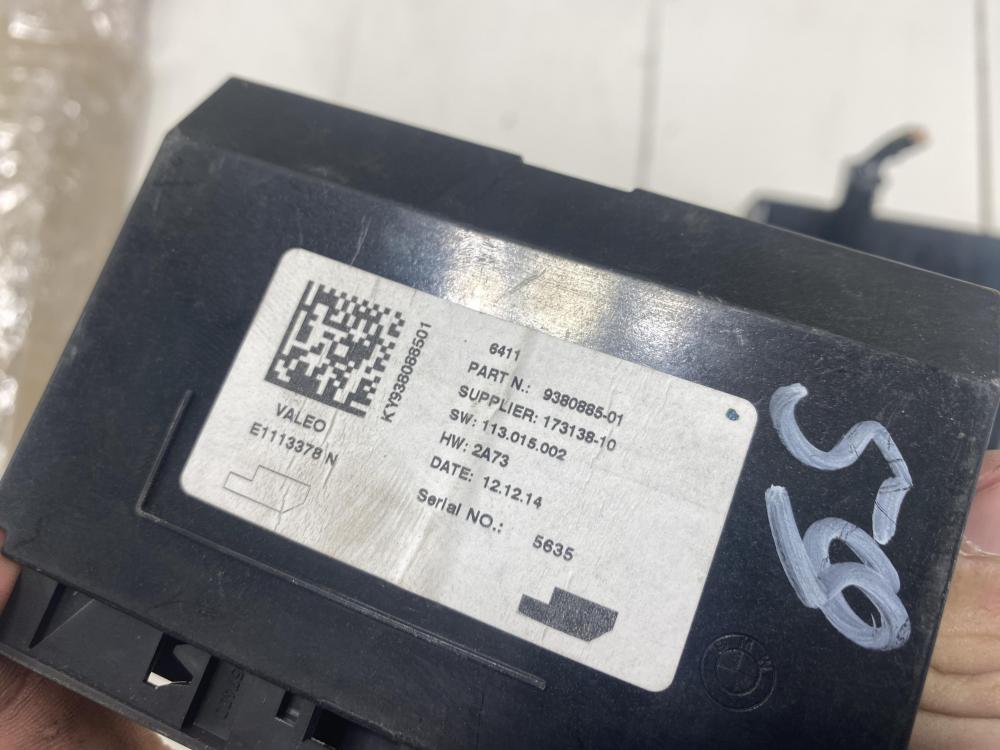 6411
PART N.: 9380885-01
SUPPLIER: 173138-10
SW: 113.015.002
HW: 2A73
DATE: 12.12.14
Serial NO.: 5635
KY938088501
VALEO
E1113378 N
BMW